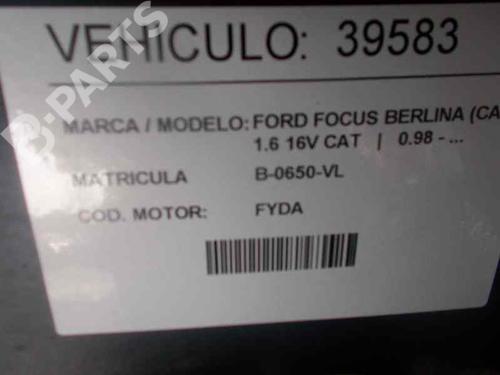 VEHICULO: 39583
MARCA / MODELO: FORD FOCUS BERLINA (CA
1.6 16V CAT | 0.98 - ...
MATRICULA B-0650-VL
COD. MOTOR: FYDA
B-PARTS